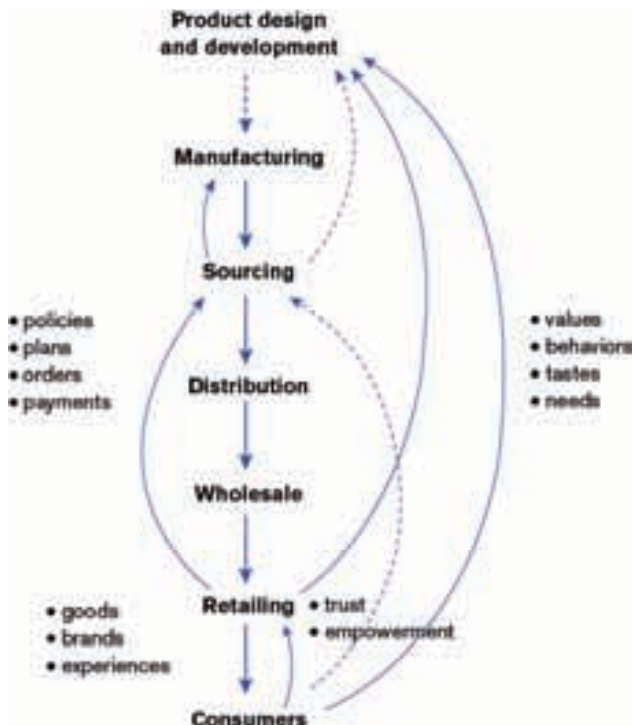 Product design
and development
Manufacturing
Sourcing
• policies
• plans
• orders
• payments
• values
• behaviors
• tastes
• needs
Distribution
Wholesale
Retailing
• trust
• empowerment
• goods
• brands
• experiences
Consumers